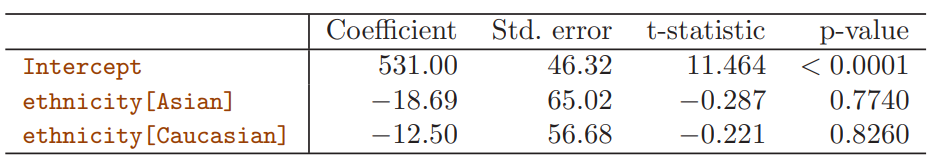 Coefficient Std. error t-statistic p-value
Intercept 531.00 46.32 11.464 < 0.0001
ethnicity[Asian] −18.69 65.02 −0.287 0.7740
ethnicity[Caucasian] −12.50 56.68 −0.221 0.8260